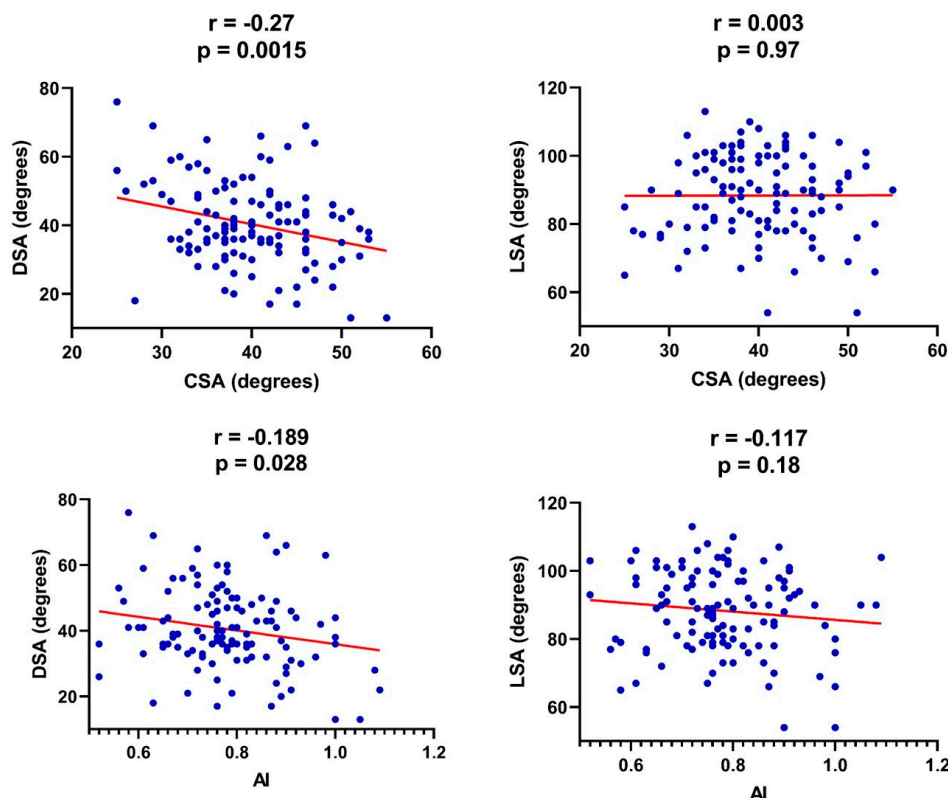 r = -0.27
p = 0.0015
80
60
40
20
DSA (degrees)
20 30 40 50 60
CSA (degrees)
r = 0.003
p = 0.97
120
100
80
60
LSA (degrees)
20 30 40 50 60
CSA (degrees)
r = -0.189
p = 0.028
80
60
40
20
DSA (degrees)
0.6 0.8 1.0 1.2
AI
r = -0.117
p = 0.18
120
100
80
60
LSA (degrees)
0.6 0.8 1.0 1.2
AI